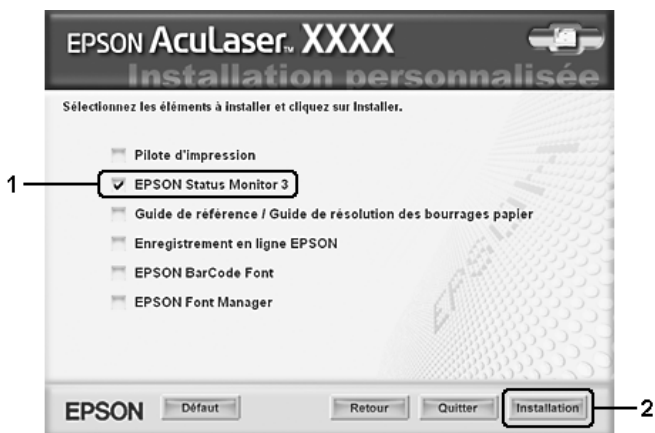 EPSON AcuLaser™ XXXX
Installation personnalisée
Sélectionnez les éléments à installer et cliquez sur Installer.
Pilote d'impression
1
EPSON Status Monitor 3
Guide de référence / Guide de résolution des bourrages papier
Enregistrement en ligne EPSON
EPSON BarCode Font
EPSON Font Manager
EPSON
EPSON Défaut Retour Quitter Installation 2